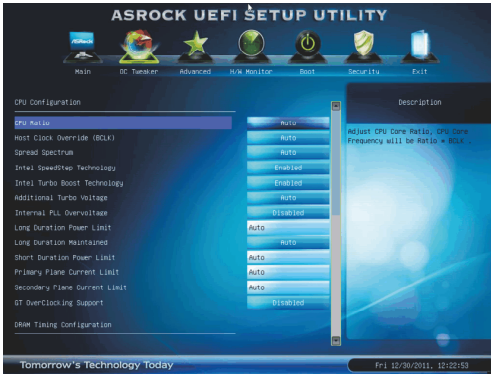 ASROCK UEFI SETUP UTILITY
ASRock
Main OC Tweaker Advanced H/W Monitor Boot Security Exit
CPU Configuration
Description
CPU Ratio Auto
Adjust CPU Core Ratio, CPU Core
Frequency will be Ratio * BCLK .
Host Clock Override (BCLK) Auto
Spread Spectrum Auto
Intel SpeedStep Technology Enabled
Intel Turbo Boost Technology Enabled
Additional Turbo Voltage Auto
Internal PLL Overvoltage Disabled
Long Duration Power Limit Auto
Long Duration Maintained Auto
Short Duration Power Limit Auto
Primary Plane Current Limit Auto
Secondary Plane Current Limit Auto
GT OverClocking Support Disabled
DRAM Timing Configuration
Tomorrow's Technology Today
Fri 12/30/2011, 12:22:53